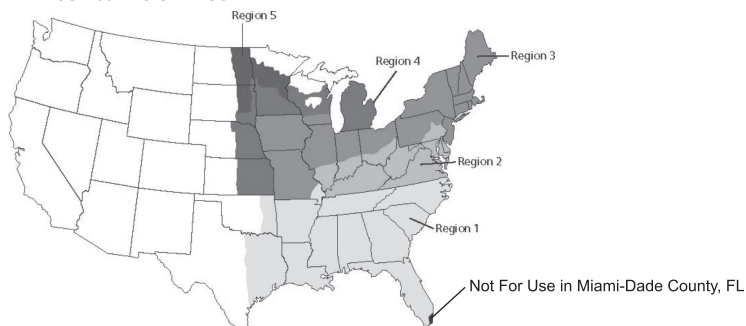 Region 5
Region 3
Region 4
Region 2
Region 1
Not For Use in Miami-Dade County, FL